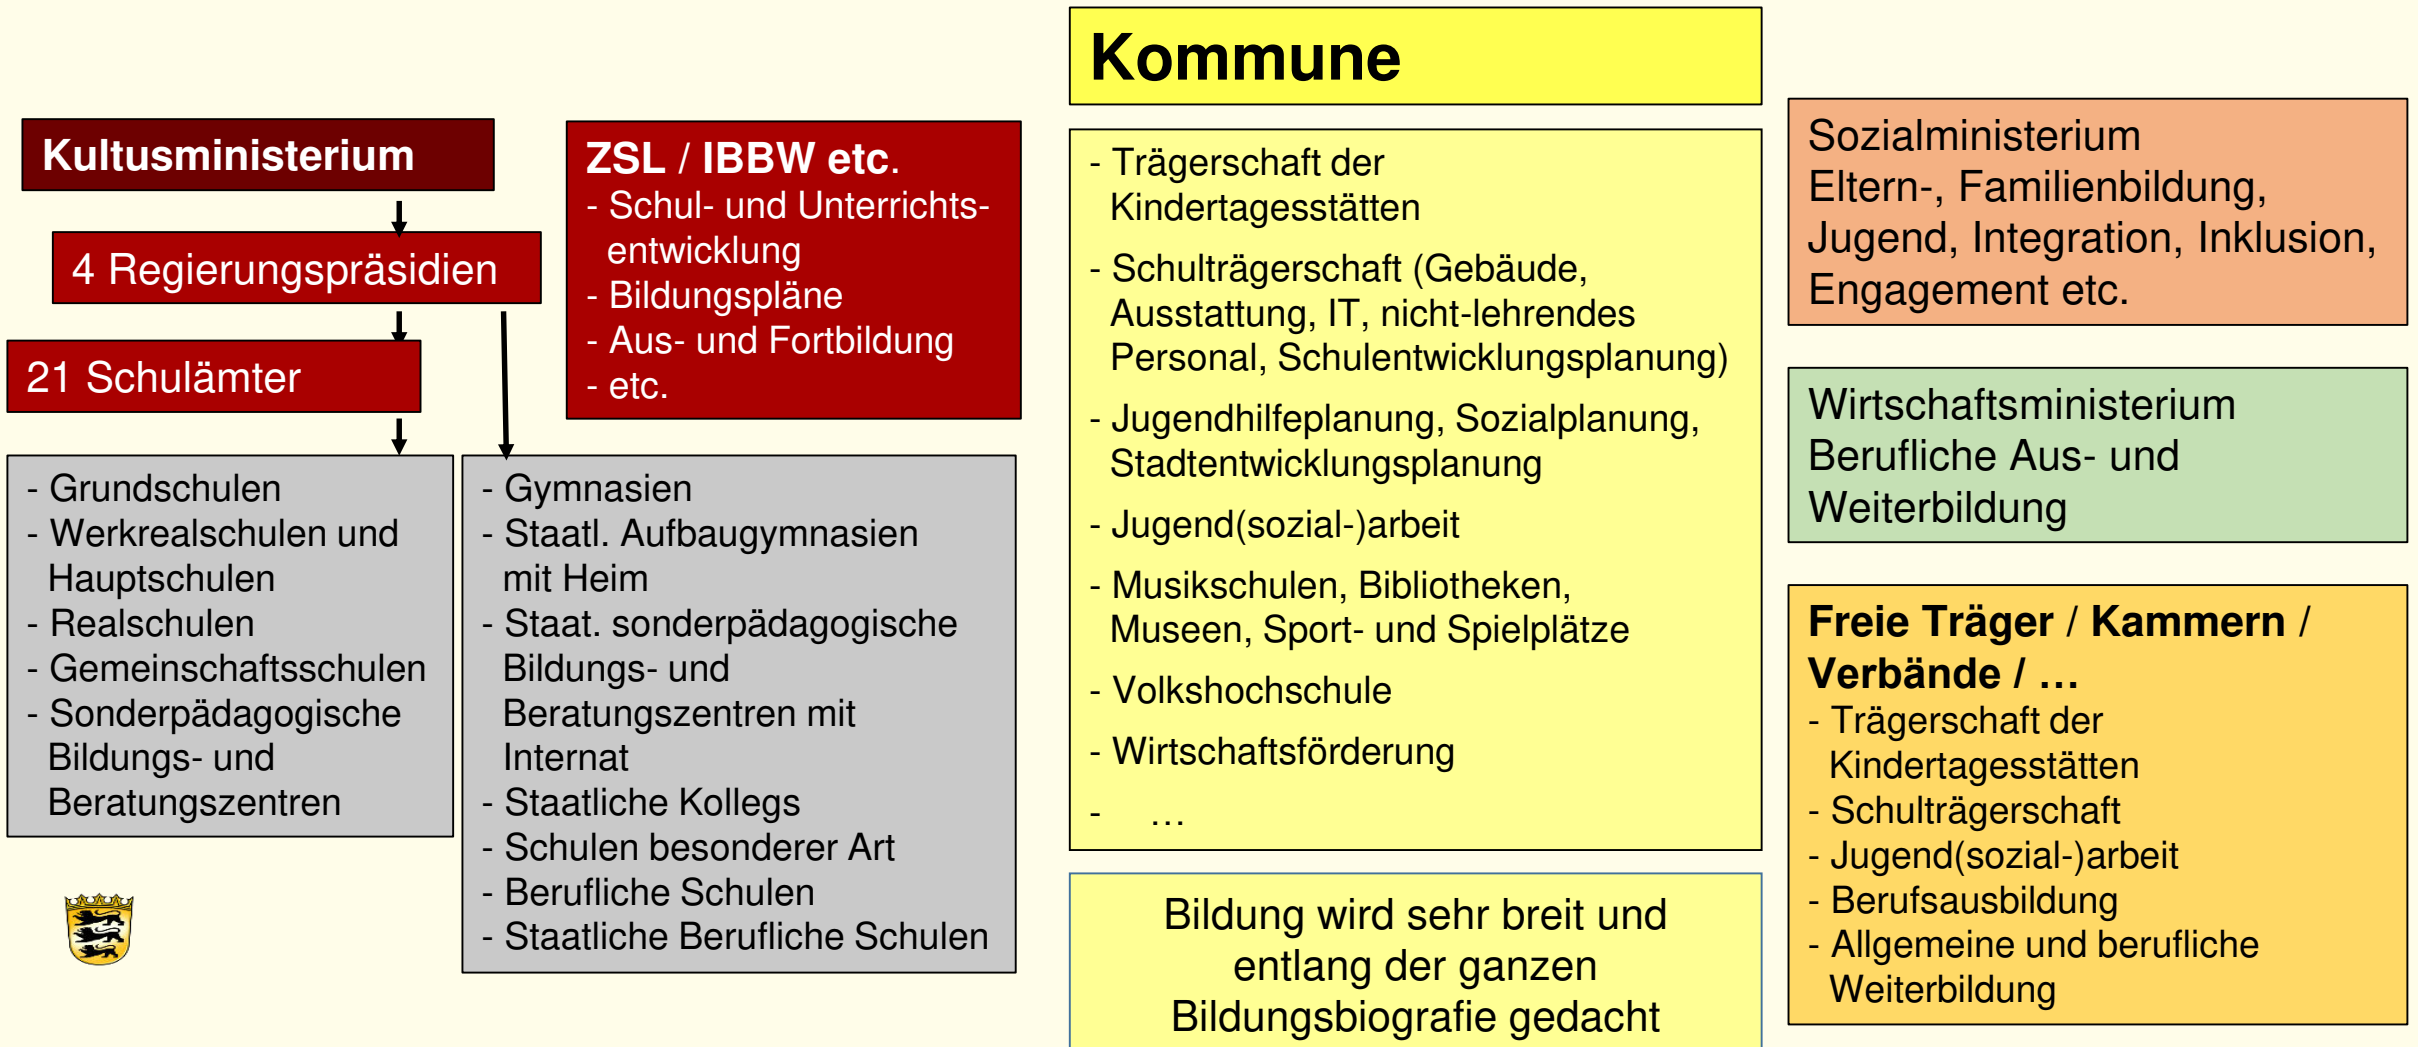 Kultusministerium
4 Regierungspräsidien
21 Schulämter
- Grundschulen
- Werkrealschulen und
Hauptschulen
- Realschulen
- Gemeinschaftsschulen
- Sonderpädagogische
Bildungs- und
Beratungszentren
ZSL / IBBW etc.
- Schul- und Unterrichts-
entwicklung
- Bildungspläne
- Aus- und Fortbildung
- etc.
- Gymnasien
- Staatl. Aufbaugymnasien
mit Heim
- Staat. sonderpädagogische
Bildungs- und
Beratungszentren mit
Internat
- Staatliche Kollegs
- Schulen besonderer Art
- Berufliche Schulen
- Staatliche Berufliche Schulen
Kommune
- Trägerschaft der
Kindertagesstätten
- Schulträgerschaft (Gebäude,
Ausstattung, IT, nicht-lehrendes
Personal, Schulentwicklungsplanung)
- Jugendhilfeplanung, Sozialplanung,
Stadtentwicklungsplanung
- Jugend(sozial-)arbeit
- Musikschulen, Bibliotheken,
Museen, Sport- und Spielplätze
- Volkshochschule
- Wirtschaftsförderung
- …
Bildung wird sehr breit und
entlang der ganzen
Bildungsbiografie gedacht
Sozialministerium
Eltern-, Familienbildung,
Jugend, Integration, Inklusion,
Engagement etc.
Wirtschaftsministerium
Berufliche Aus- und
Weiterbildung
Freie Träger / Kammern /
Verbände / …
- Trägerschaft der
Kindertagesstätten
- Schulträgerschaft
- Jugend(sozial-)arbeit
- Berufsausbildung
- Allgemeine und berufliche
Weiterbildung